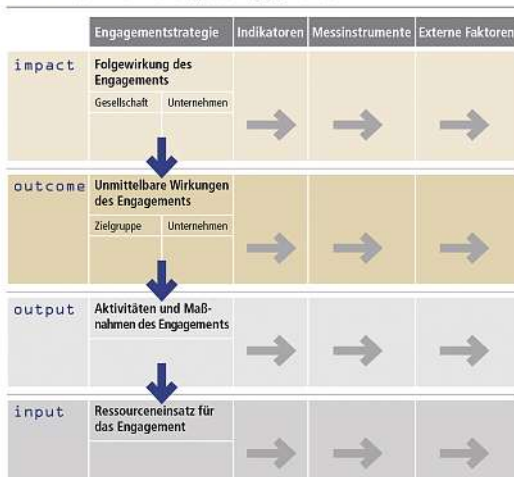 Engagementstrategie Indikatoren Messinstrumente Externe Faktoren
impact Folgewirkung des
Engagements
Gesellschaft Unternehmen
outcome Unmittelbare Wirkungen
des Engagements
Zielgruppe Unternehmen
output Aktivitäten und Maß-
nahmen des Engagements
input Ressourceneinsatz für
das Engagement